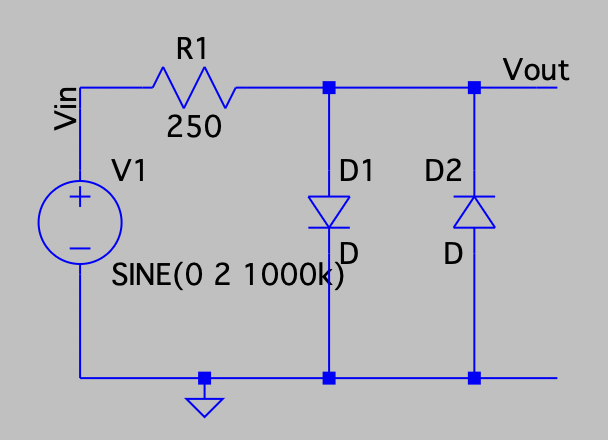 R1
Vin
Vout
250
V1
D1
D2
+
−
D
D
SINE(0 2 1000k)